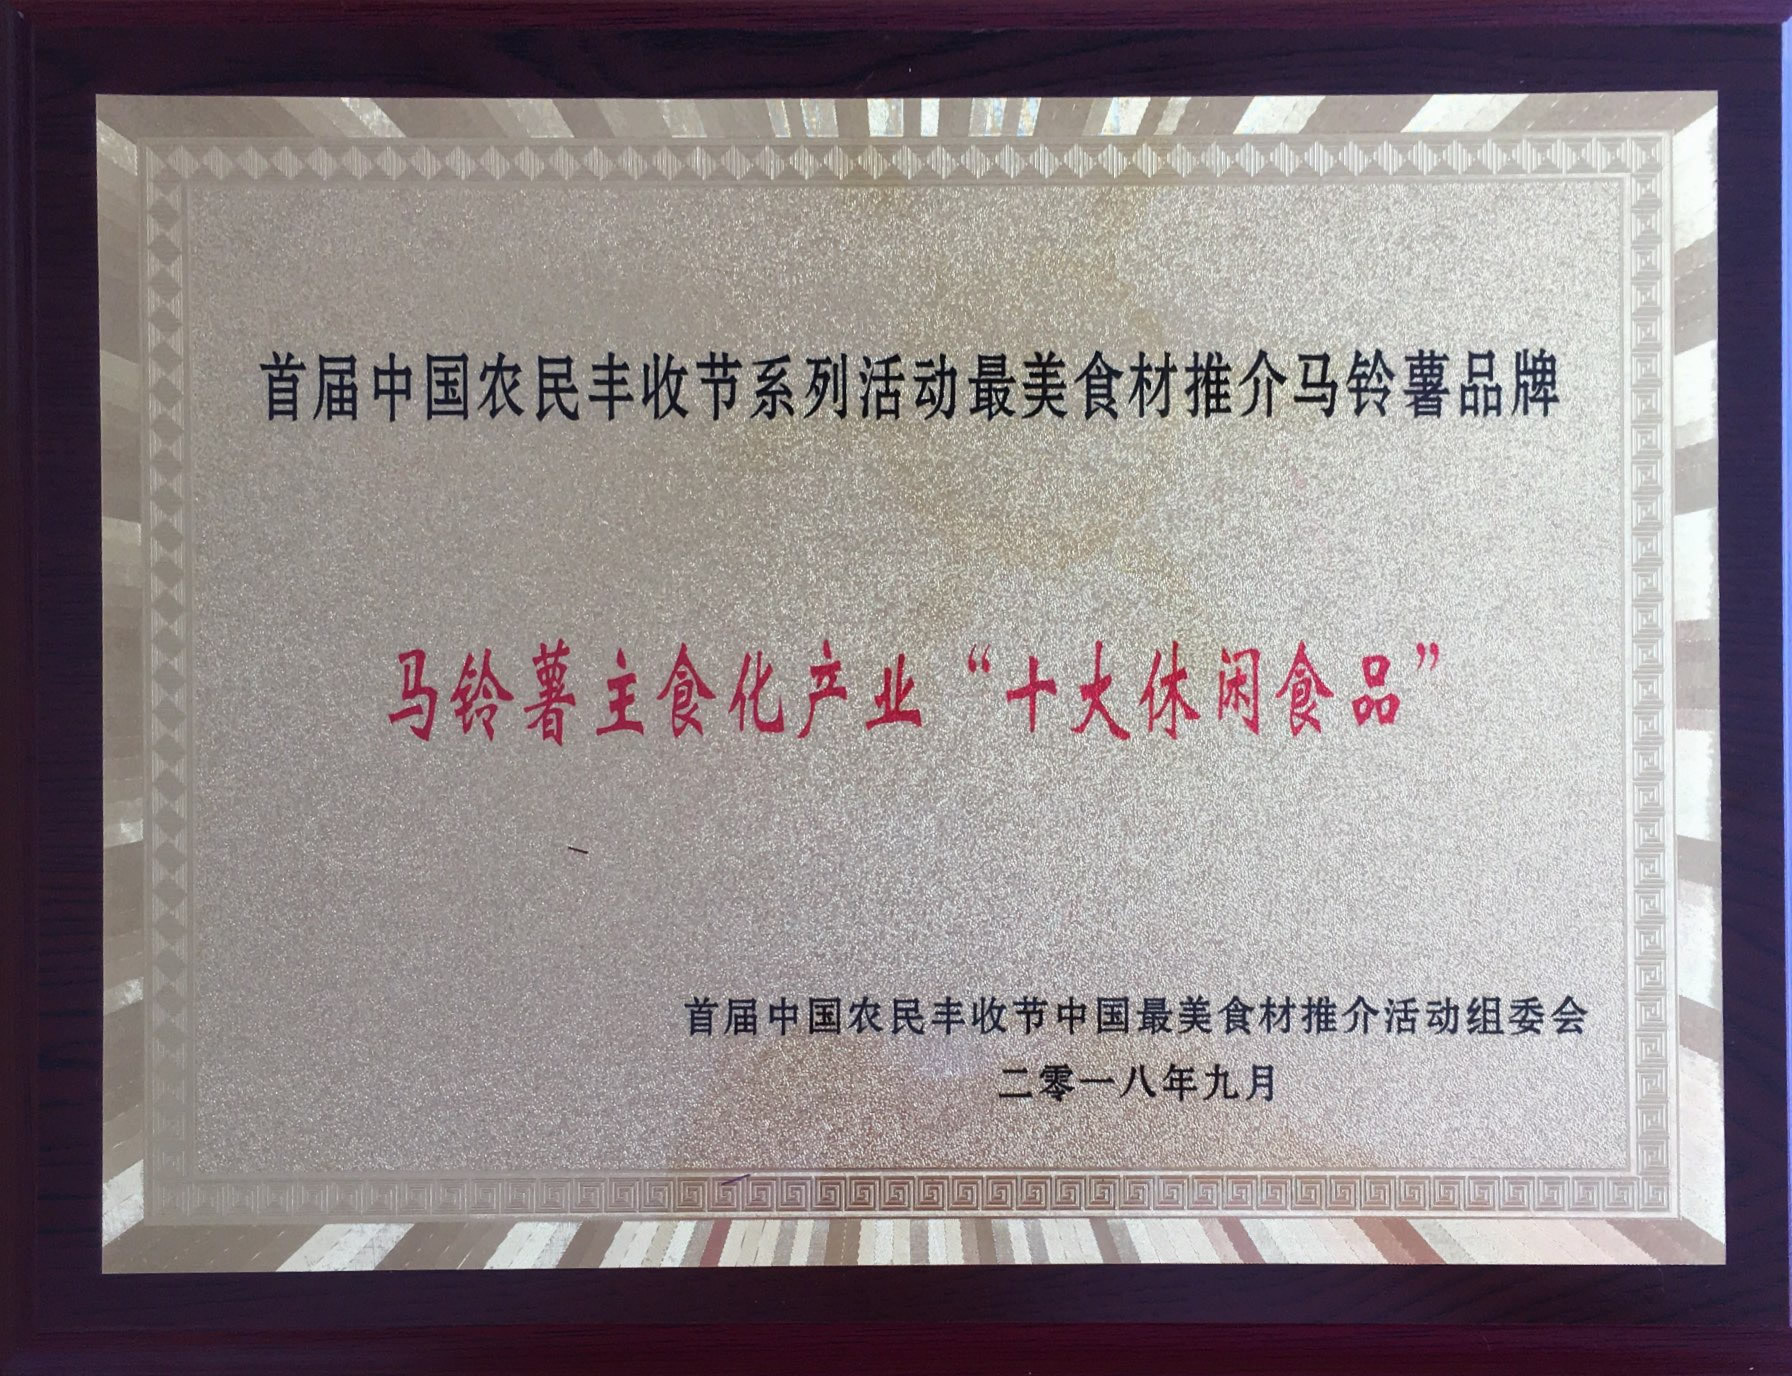 首届中国农民丰收节系列活动最美食材推介马铃薯品牌
马铃薯主食化产业“十大休闲食品”
首届中国农民丰收节中国最美食材推介活动组委会
二零一八年九月